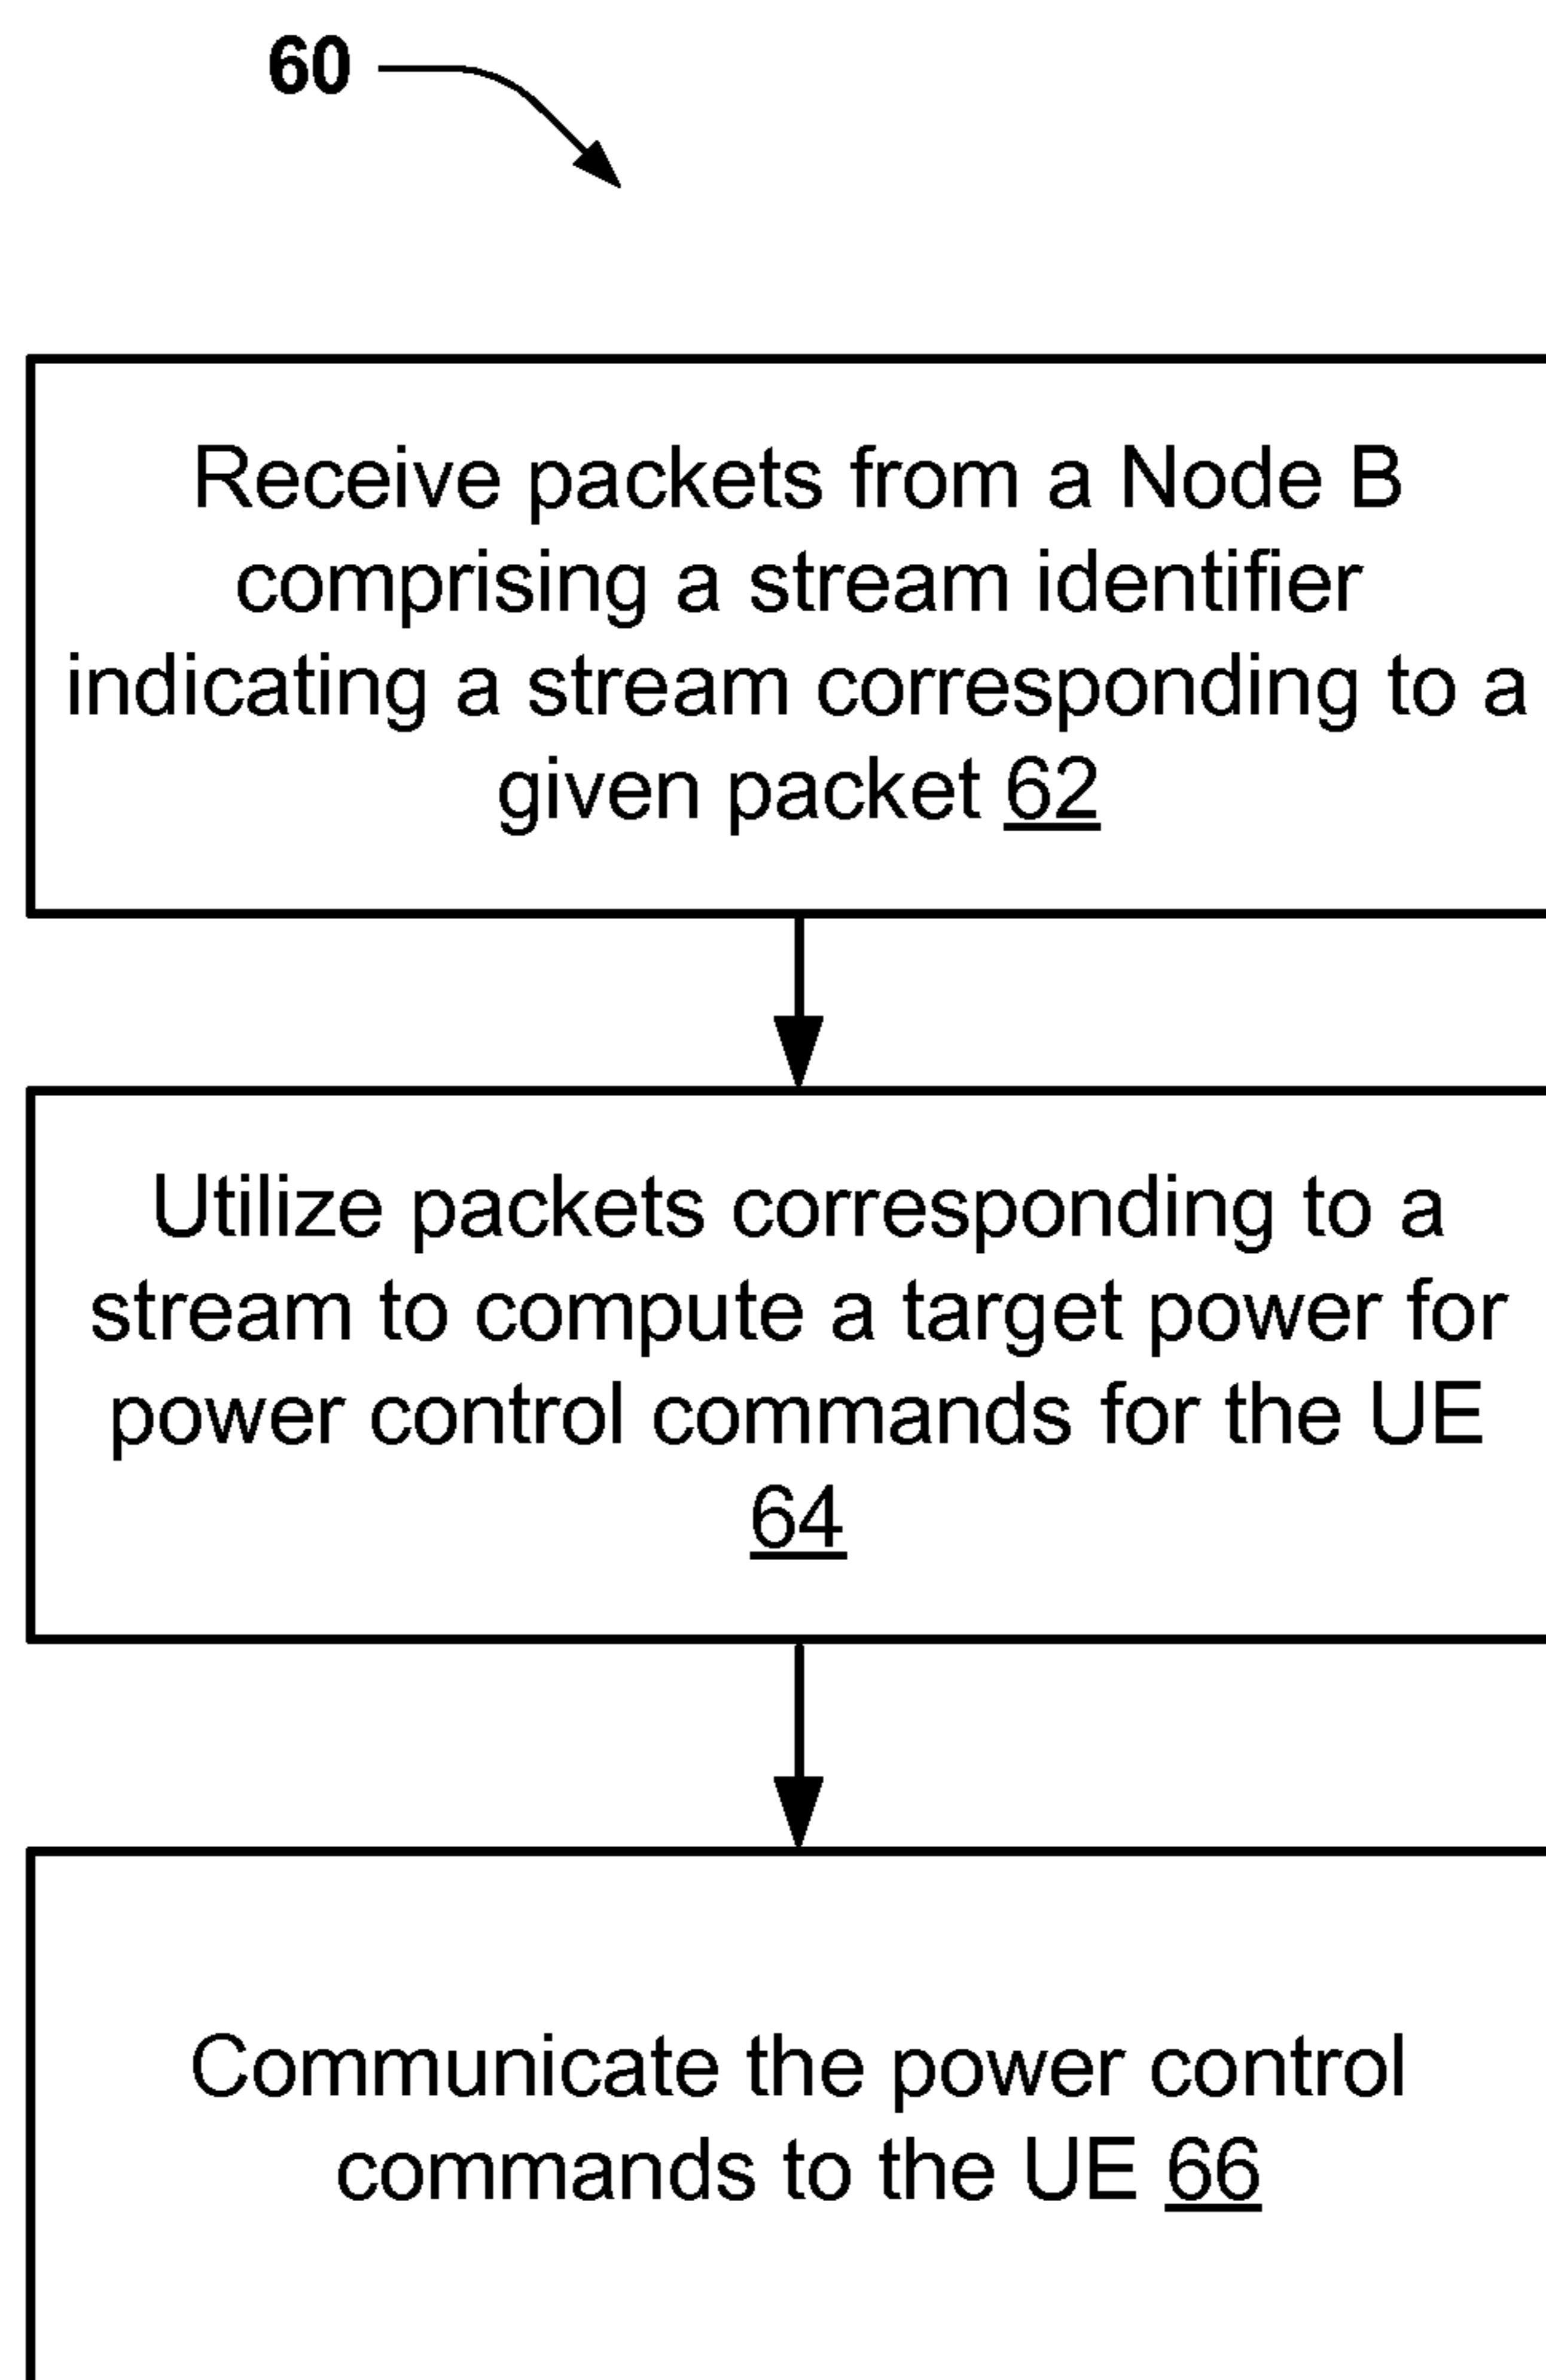 60
Receive packets from a Node B
comprising a stream identifier
indicating a stream corresponding to a
given packet 62
Utilize packets corresponding to a
stream to compute a target power for
power control commands for the UE
64
Communicate the power control
commands to the UE 66